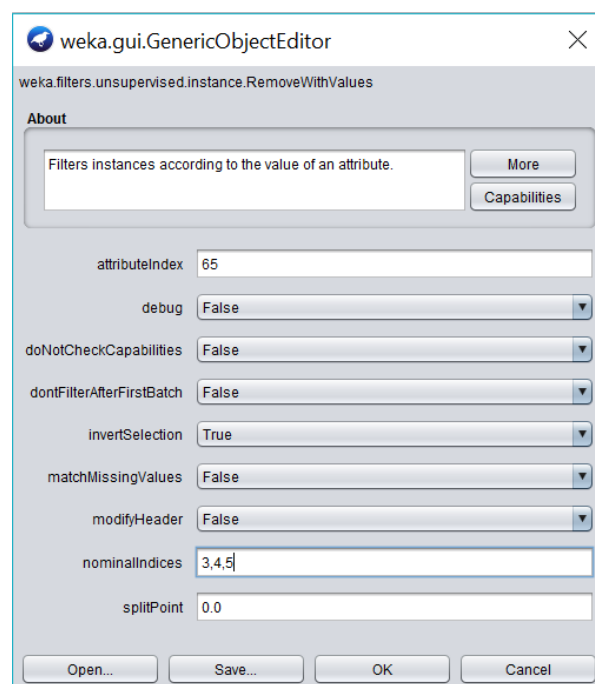 weka.gui.GenericObjectEditor
weka.filters.unsupervised.instance.RemoveWithValues
About
Filters instances according to the value of an attribute.
More
Capabilities
attributeIndex 65
debug False
doNotCheckCapabilities False
dontFilterAfterFirstBatch False
invertSelection True
matchMissingValues False
modifyHeader False
nominalIndices 3,4,5
splitPoint 0.0
Open... Save... OK Cancel